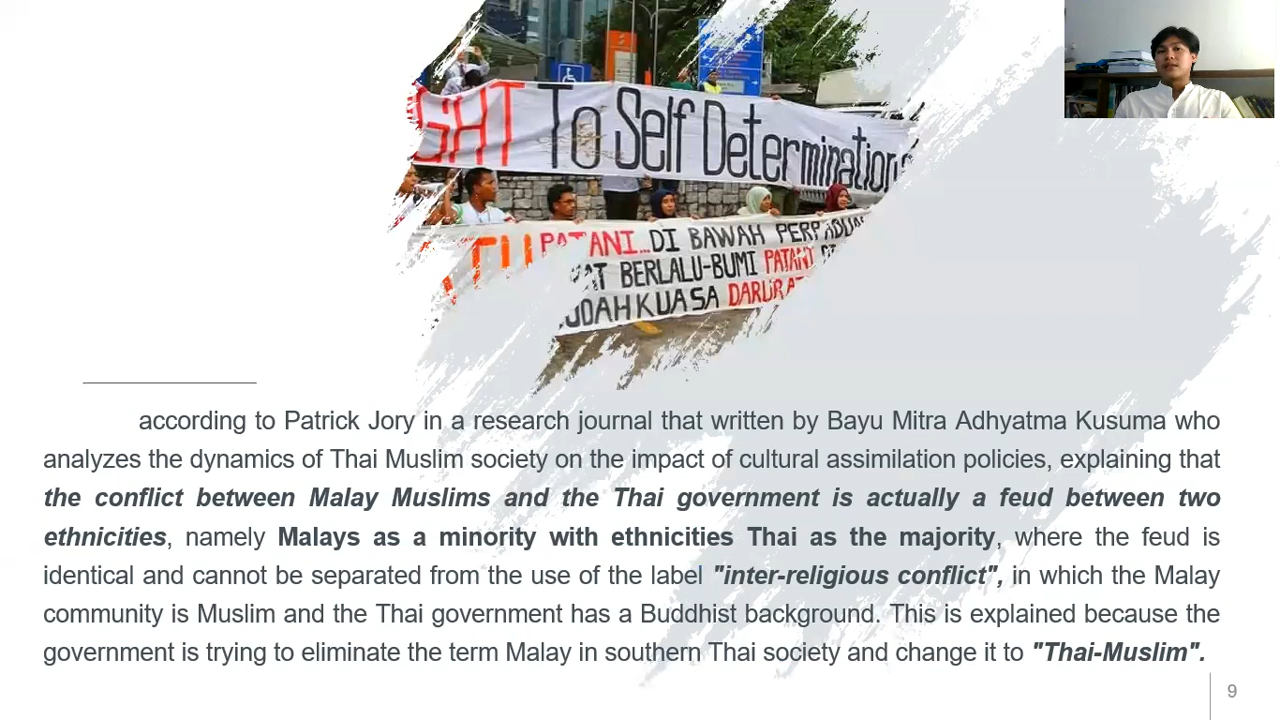 GHT To Self Determination
PATANI...DI BAWAH
BERLALU-BUMI PATANI
KUASA
according to Patrick Jory in a research journal that written by Bayu Mitra Adhyatma Kusuma who
analyzes the dynamics of Thai Muslim society on the impact of cultural assimilation policies, explaining that
the conflict between Malay Muslims and the Thai government is actually a feud between two
ethnicities, namely Malays as a minority with ethnicities Thai as the majority, where the feud is
identical and cannot be separated from the use of the label "inter-religious conflict", in which the Malay
community is Muslim and the Thai government has a Buddhist background. This is explained because the
government is trying to eliminate the term Malay in southern Thai society and change it to "Thai-Muslim".
9